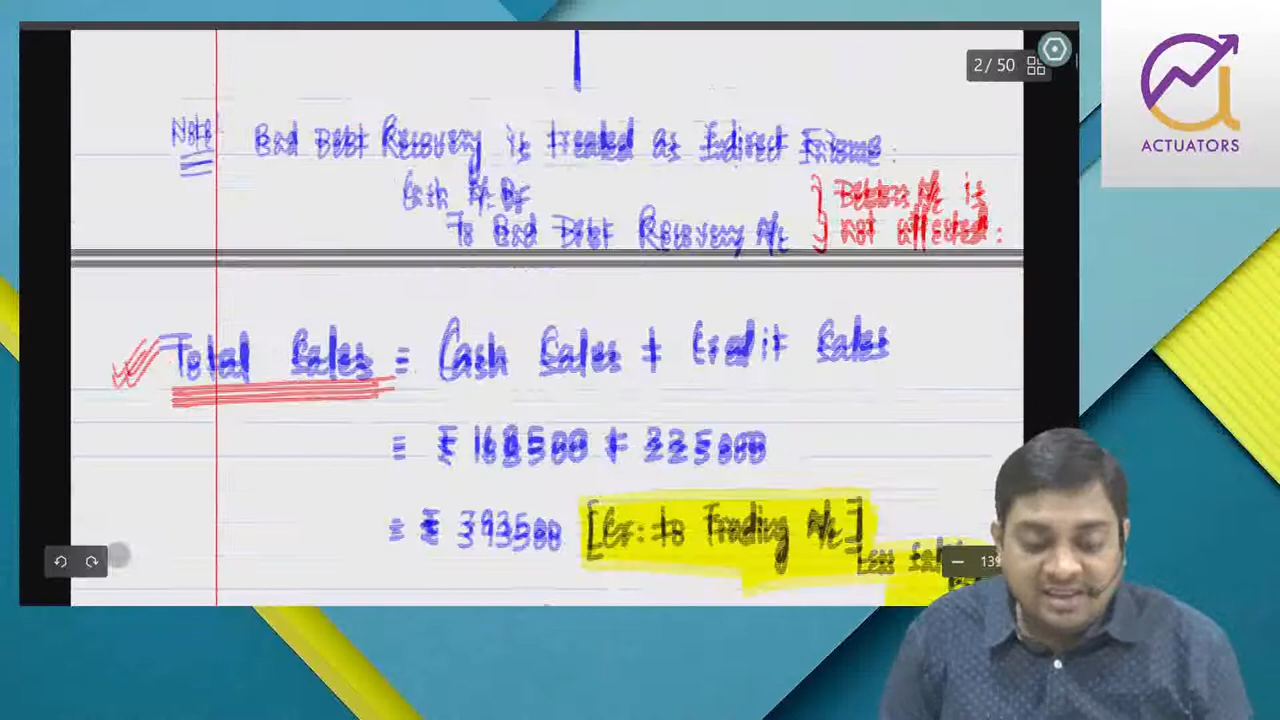 2/50
ACTUATORS
Note Bad Debt Recovery is treated as Indirect Income.
Cash A/c Dr
To Bad Debt Recovery A/c
Debtors A/c is
not affected.
Total Sales = Cash Sales + Credit Sales
= ₹ 168500 + 225000
= ₹ 393500 [Cr. to Trading A/c]
Less
139